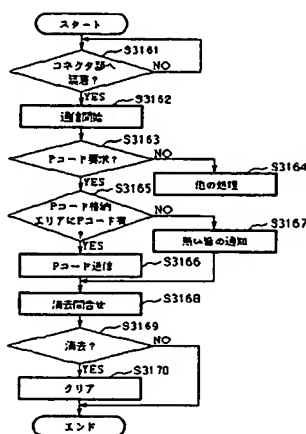 スタート
S3161
コネクタ部へ
装着?
NO
YES
S3162
通信開始
S3163
Pコード要求?
NO
YES
S3164
他の処理
S3165
Pコード格納
エリアにPコード有
?
NO
YES
S3167
無い旨の通知
S3166
Pコード送信
S3168
消去問合せ
S3169
消去?
NO
YES
S3170
クリア
エンド